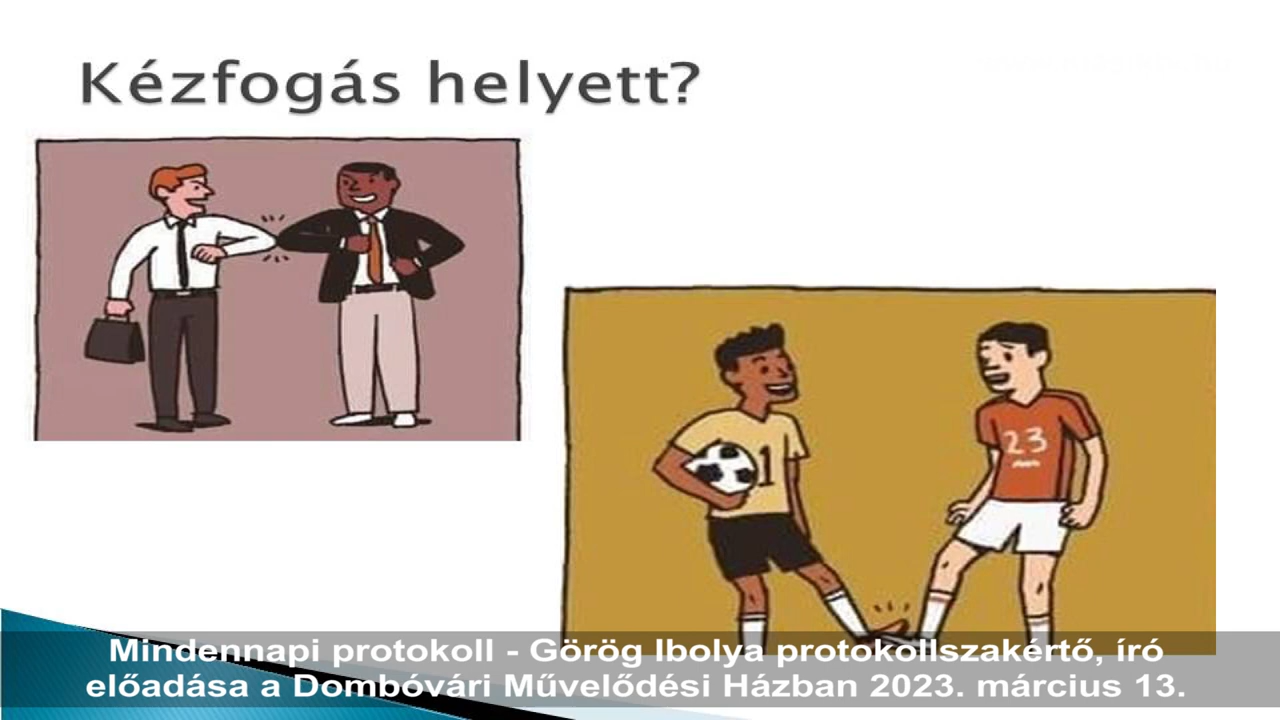 Kézfogás helyett?
1
23
Mindennapi protokoll - Görög Ibolya protokollszakértő, író
előadása a Dombóvári Művelődési Házban 2023. március 13.